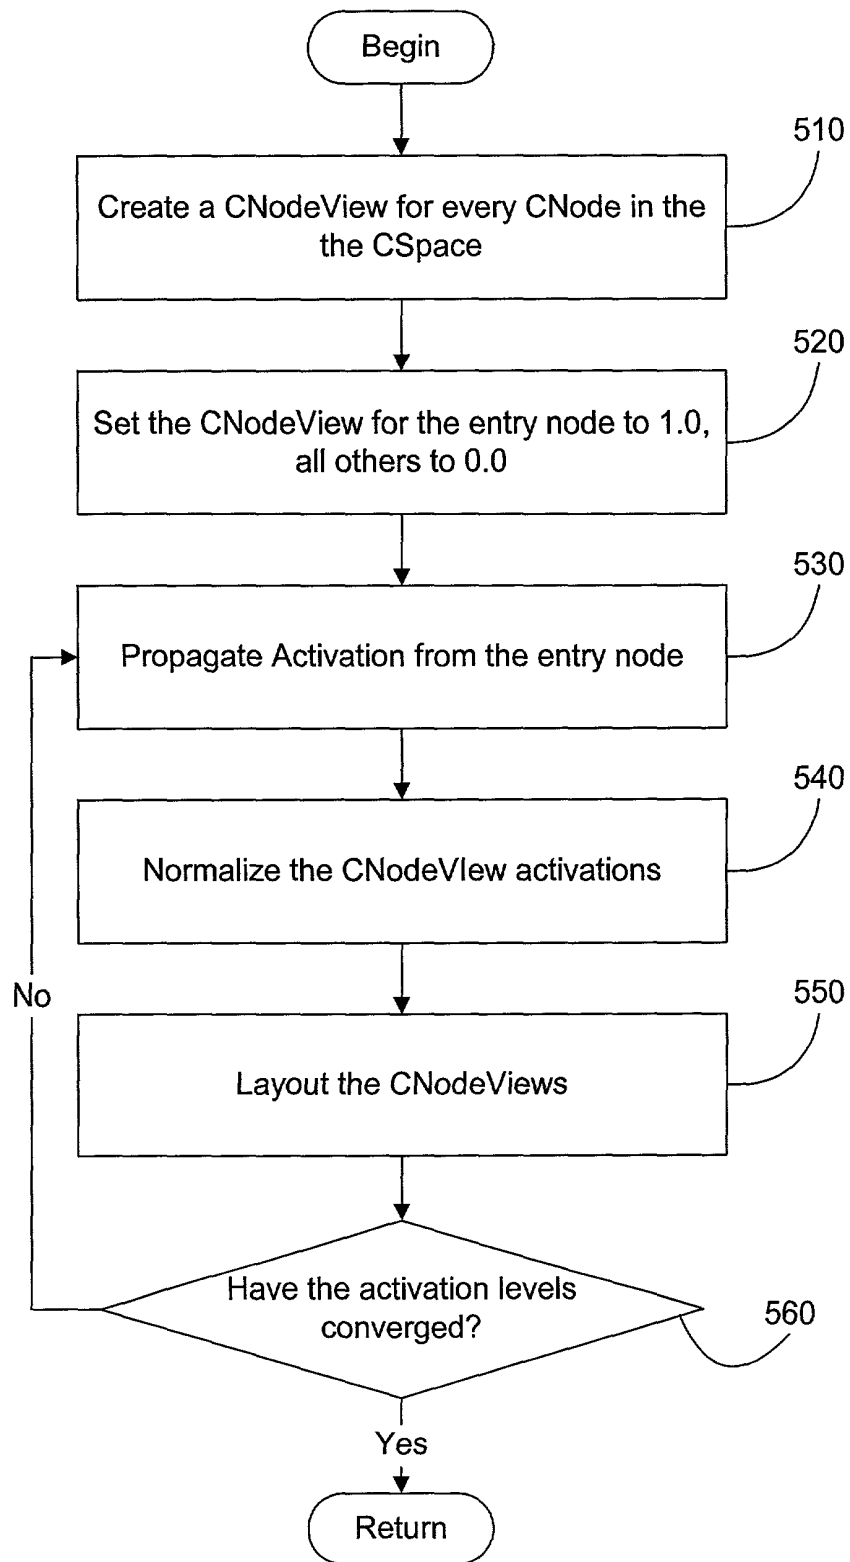 Begin
510
Create a CNodeView for every CNode in the
the CSpace
520
Set the CNodeView for the entry node to 1.0,
all others to 0.0
530
Propagate Activation from the entry node
540
Normalize the CNodeVIew activations
No
550
Layout the CNodeViews
Have the activation levels
converged?
560
Yes
Return